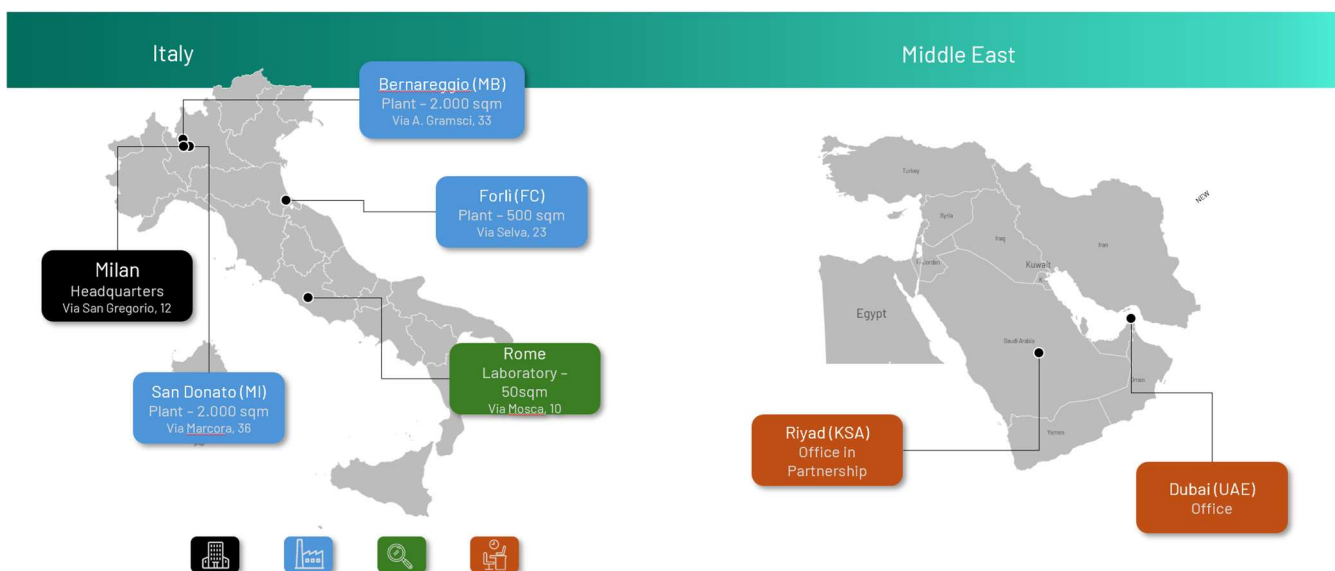 Italy
Middle East
Bernareggio (MB)
Plant – 2.000 sqm
Via A. Gramsci, 33
Forlì (FC)
Plant – 500 sqm
Via Selva, 23
Milan
Headquarters
Via San Gregorio, 12
Rome
Laboratory –
50sqm
Via Mosca, 10
San Donato (MI)
Plant – 2.000 sqm
Via Marcora, 36
Turkey
Syria
Iraq
Iran
NEW
Jordan
Kuwait
K
Egypt
Saudi Arabia
Oman
Yemen
Riyad (KSA)
Office in
Partnership
Dubai (UAE)
Office